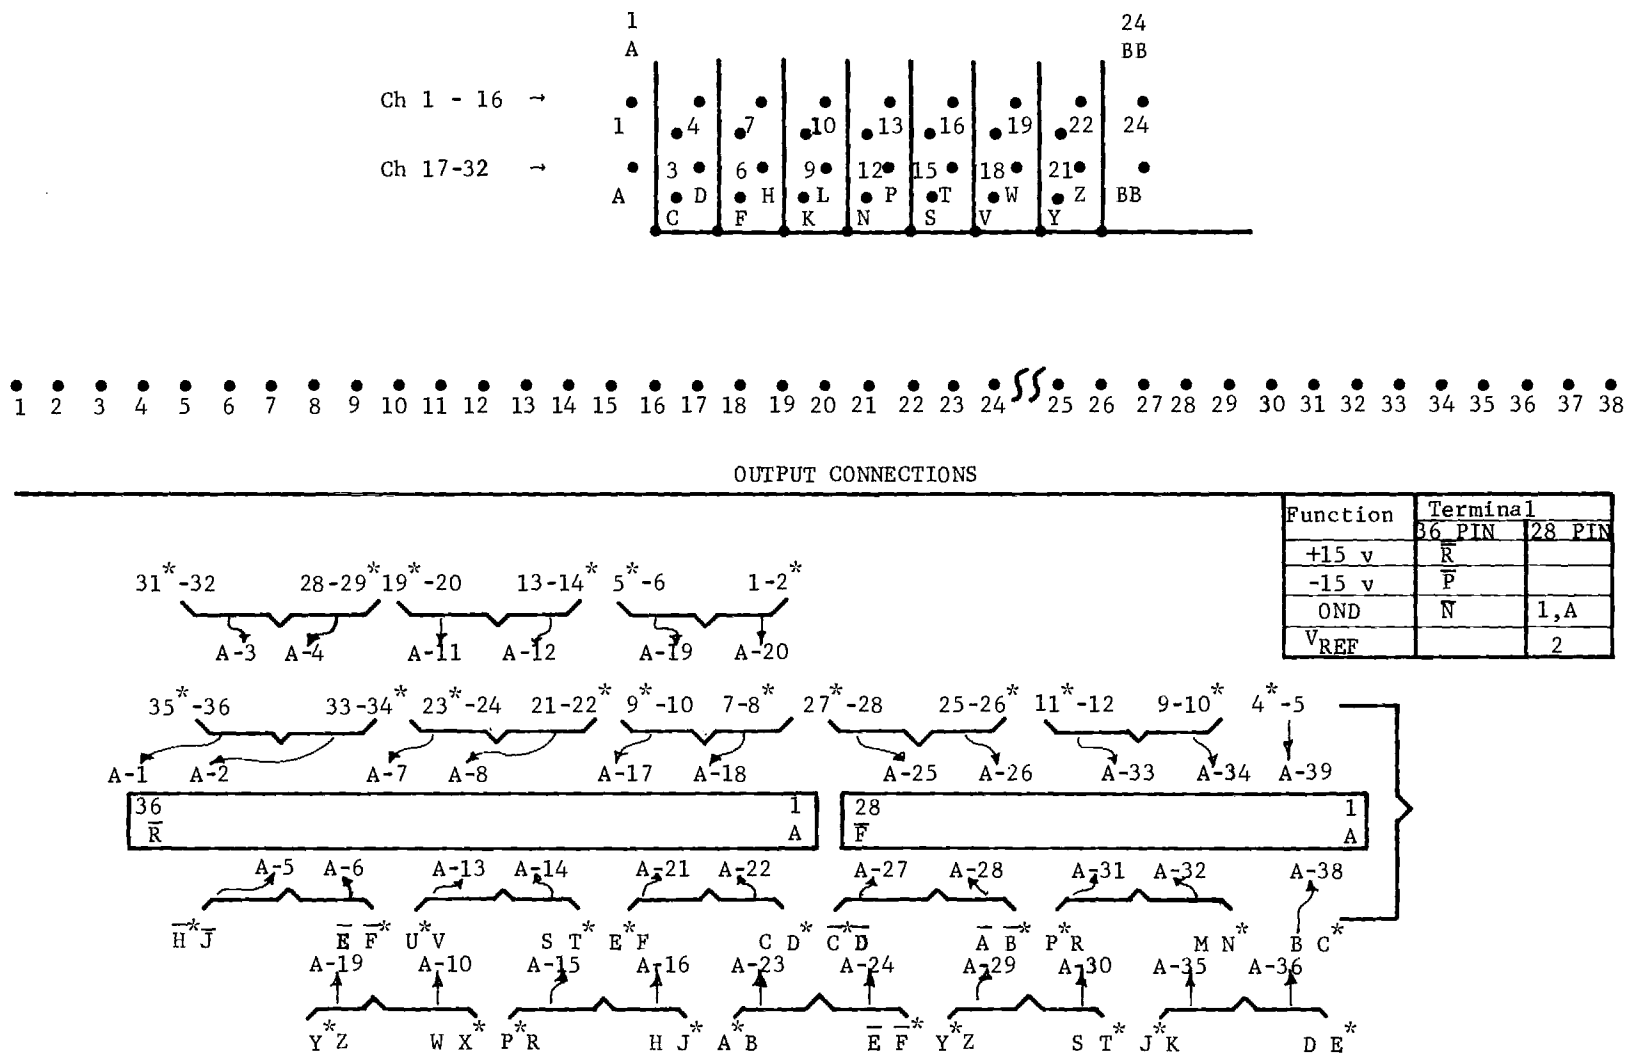 1 24
A BB
Ch 1 - 16 →
1 4 7 10 13 16 19 22 24
Ch 17-32 →
3 6 9 12 15 18 21
A D H L P T W Z BB
C F K N S V Y
1 2 3 4 5 6 7 8 9 10 11 12 13 14 15 16 17 18 19 20 21 22 23 24 25 26 27 28 29 30 31 32 33 34 35 36 37 38
OUTPUT CONNECTIONS
Function Terminal
36 PIN 28 PIN
+15 v R̅
-15 v P̅
OND N̅ 1,A
VREF 2
31*-32 28-29* 19*-20 13-14* 5*-6 1-2*
A-3 A-4 A-11 A-12 A-19 A-20
35*-36 33-34* 23*-24 21-22* 9*-10 7-8* 27*-28 25-26* 11*-12 9-10* 4*-5
A-1 A-2 A-7 A-8 A-17 A-18 A-25 A-26 A-33 A-34 A-39
36 1 28 1
R̅ A F̅ A
A-5 A-6 A-13 A-14 A-21 A-22 A-27 A-28 A-31 A-32 A-38
H̅*J̅ E̅ F̅* U*V S T* E*F C D* C̅*D̅ A̅ B̅* P*R M N* B C*
A-19 A-10 A-15 A-16 A-23 A-24 A-29 A-30 A-35 A-36
Y*Z W X* P*R H J* A*B E̅ F̅* Y*Z S T* J*K D E*